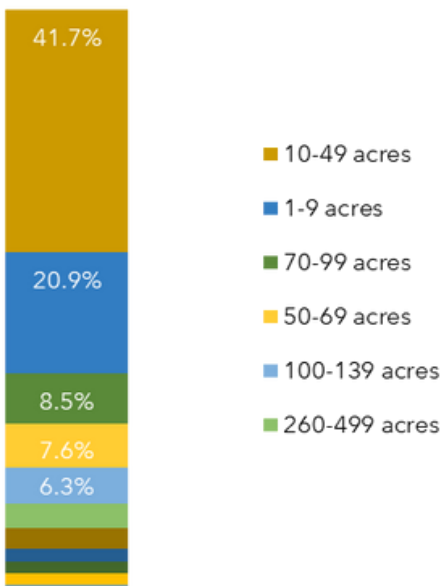 41.7%
20.9%
8.5%
7.6%
6.3%
10-49 acres
1-9 acres
70-99 acres
50-69 acres
100-139 acres
260-499 acres